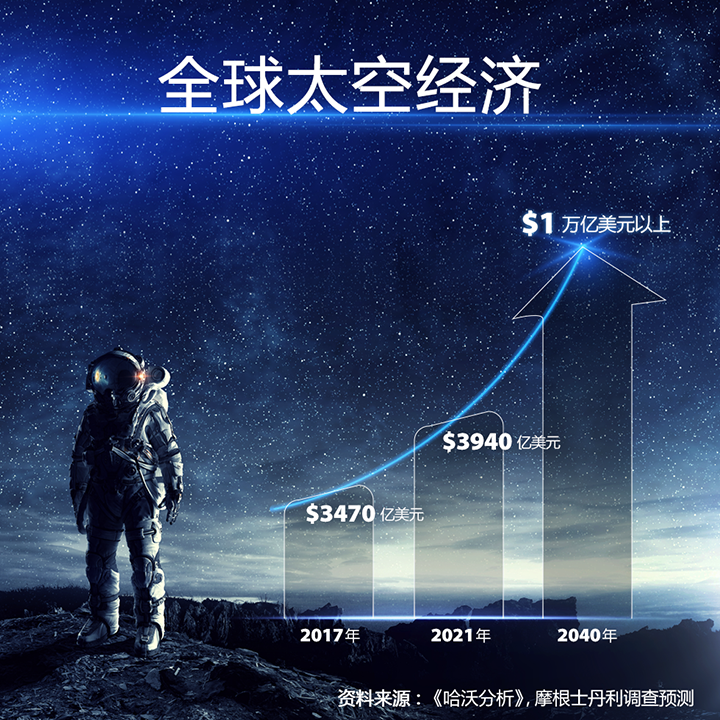 全球太空经济
$1 万亿美元以上
$3940 亿美元
$3470 亿美元
2017年 2021年 2040年
资料来源：《哈沃分析》, 摩根士丹利调查预测